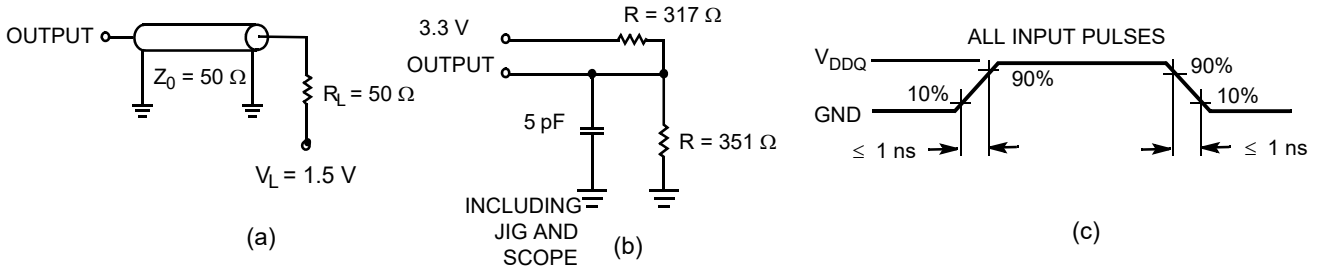 OUTPUT
Z0 = 50 Ω
RL = 50 Ω
VL = 1.5 V
(a)
R = 317 Ω
3.3 V
OUTPUT
5 pF
R = 351 Ω
INCLUDING
JIG AND
SCOPE
(b)
ALL INPUT PULSES
VDDQ
90%
90%
10%
10%
GND
≤ 1 ns
≤ 1 ns
(c)